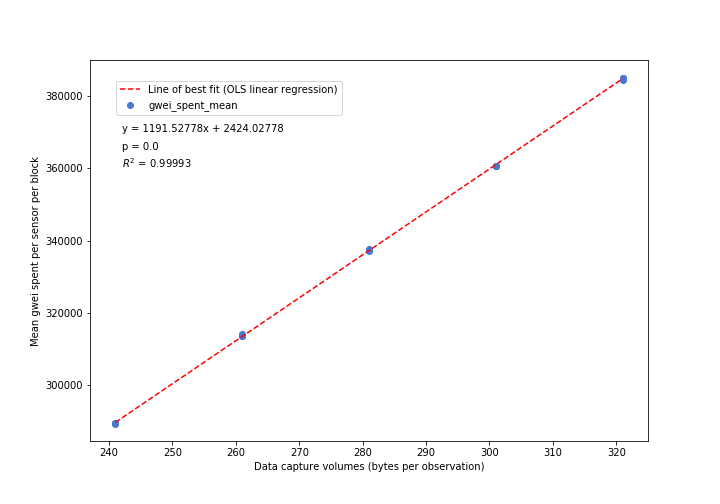 Line of best fit (OLS linear regression)
gwei_spent_mean
y = 1191.52778x + 2424.02778
p = 0.0
R² = 0.99993
Mean gwei spent per sensor per block
380000
360000
340000
320000
300000
240 250 260 270 280 290 300 310 320
Data capture volumes (bytes per observation)